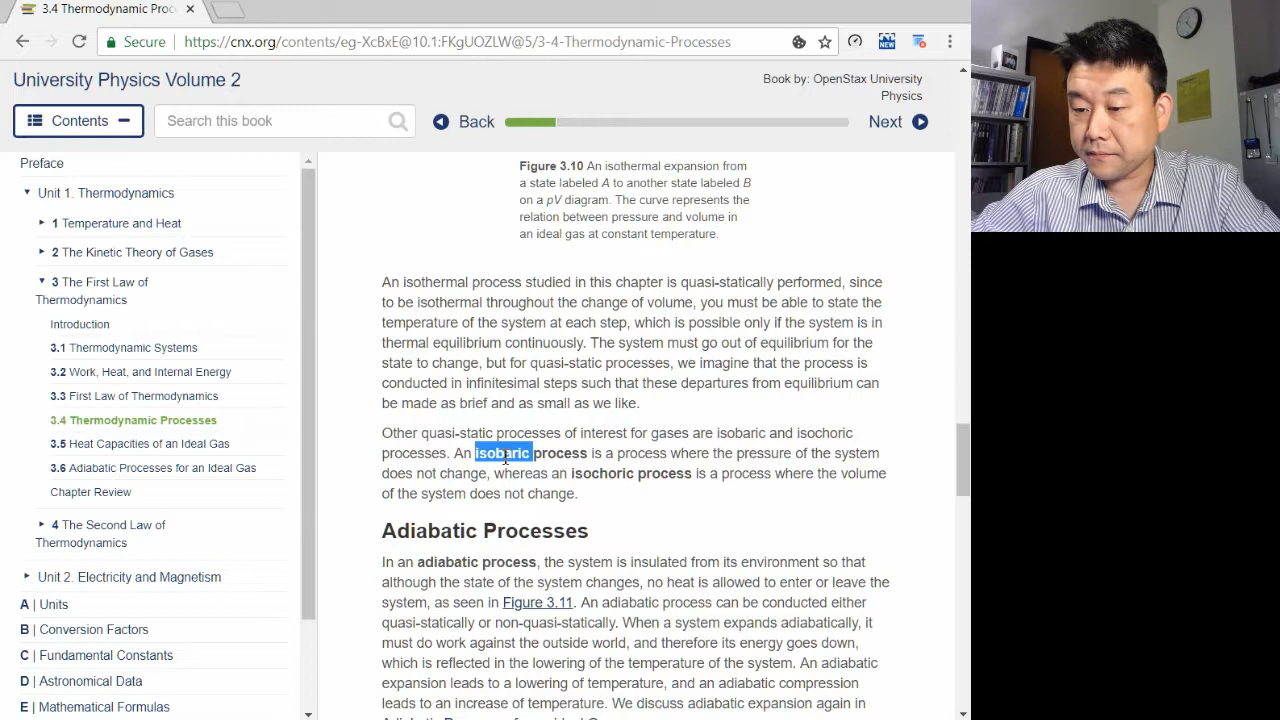 3.4 Thermodynamic Proc
Secure
https://cnx.org/contents/eg-XcBxE@10.1:FKgUOZLW@5/3-4-Thermodynamic-Processes
NEW
University Physics Volume 2
Book by: OpenStax University
Physics
Contents
Search this book
Back
Next
Preface
Unit 1. Thermodynamics
1 Temperature and Heat
2 The Kinetic Theory of Gases
3 The First Law of
Thermodynamics
Introduction
3.1 Thermodynamic Systems
3.2 Work, Heat, and Internal Energy
3.3 First Law of Thermodynamics
3.4 Thermodynamic Processes
3.5 Heat Capacities of an Ideal Gas
3.6 Adiabatic Processes for an Ideal Gas
Chapter Review
4 The Second Law of
Thermodynamics
Unit 2. Electricity and Magnetism
A | Units
B | Conversion Factors
C | Fundamental Constants
D | Astronomical Data
E | Mathematical Formulas
Figure 3.10 An isothermal expansion from
a state labeled A to another state labeled B
on a pV diagram. The curve represents the
relation between pressure and volume in
an ideal gas at constant temperature.
An isothermal process studied in this chapter is quasi-statically performed, since
to be isothermal throughout the change of volume, you must be able to state the
temperature of the system at each step, which is possible only if the system is in
thermal equilibrium continuously. The system must go out of equilibrium for the
state to change, but for quasi-static processes, we imagine that the process is
conducted in infinitesimal steps such that these departures from equilibrium can
be made as brief and as small as we like.
Other quasi-static processes of interest for gases are isobaric and isochoric
processes. An isobaric process is a process where the pressure of the system
does not change, whereas an isochoric process is a process where the volume
of the system does not change.
Adiabatic Processes
In an adiabatic process, the system is insulated from its environment so that
although the state of the system changes, no heat is allowed to enter or leave the
system, as seen in Figure 3.11. An adiabatic process can be conducted either
quasi-statically or non-quasi-statically. When a system expands adiabatically, it
must do work against the outside world, and therefore its energy goes down,
which is reflected in the lowering of the temperature of the system. An adiabatic
expansion leads to a lowering of temperature, and an adiabatic compression
leads to an increase of temperature. We discuss adiabatic expansion again in